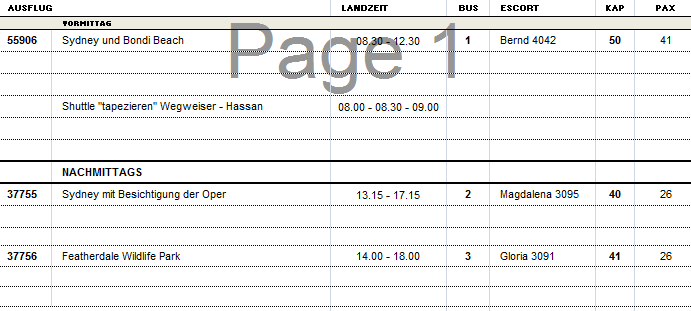 AUSFLUG LANDZEIT BUS ESCORT KAP PAX
VORMITTAG
55906 Sydney und Bondi Beach 08.30 - 12.30 1 Bernd 4042 50 41
Page 1
Shuttle "tapezieren" Wegweiser - Hassan 08.00 - 08.30 - 09.00
NACHMITTAGS
37755 Sydney mit Besichtigung der Oper 13.15 - 17.15 2 Magdalena 3095 40 26
37756 Featherdale Wildlife Park 14.00 - 18.00 3 Gloria 3091 41 26